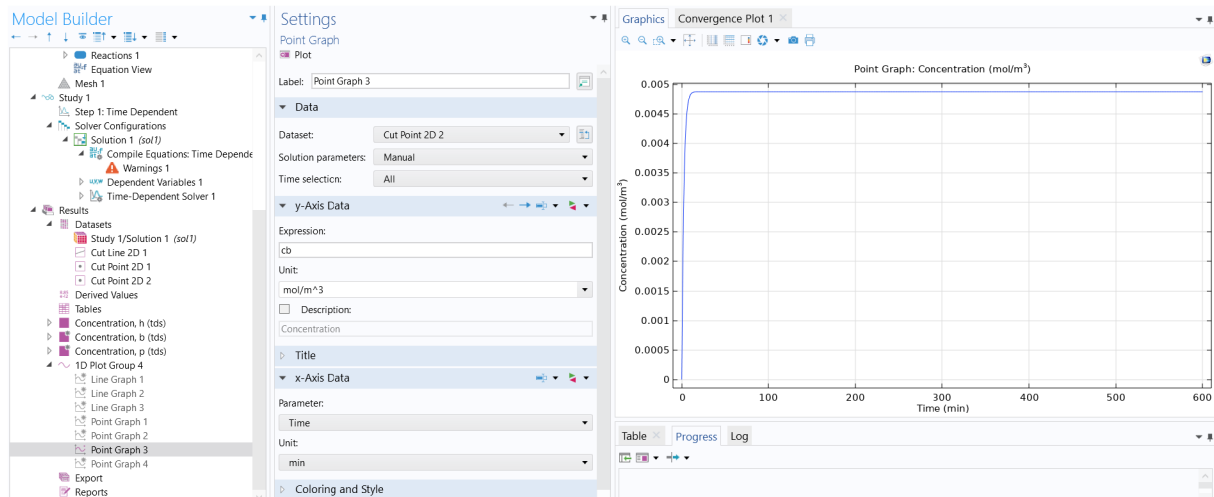 Model Builder
Reactions 1
Equation View
Mesh 1
Study 1
Step 1: Time Dependent
Solver Configurations
Solution 1 (sol1)
Compile Equations: Time Depende
Warnings 1
Dependent Variables 1
Time-Dependent Solver 1
Results
Datasets
Study 1/Solution 1 (sol1)
Cut Line 2D 1
Cut Point 2D 1
Cut Point 2D 2
Derived Values
Tables
Concentration, h (tds)
Concentration, b (tds)
Concentration, p (tds)
1D Plot Group 4
Line Graph 1
Line Graph 2
Line Graph 3
Point Graph 1
Point Graph 2
Point Graph 3
Point Graph 4
Export
Reports
Settings
Point Graph
Plot
Label: Point Graph 3
Data
Dataset: Cut Point 2D 2
Solution parameters: Manual
Time selection: All
y-Axis Data
Expression:
cb
Unit:
mol/m^3
Description:
Concentration
Title
x-Axis Data
Parameter:
Time
Unit:
min
Coloring and Style
Graphics Convergence Plot 1
Point Graph: Concentration (mol/m³)
0.005
0.0045
0.004
0.0035
0.003
0.0025
0.002
0.0015
0.001
0.0005
0
Concentration (mol/m³)
0 100 200 300 400 500 600
Time (min)
Table Progress Log